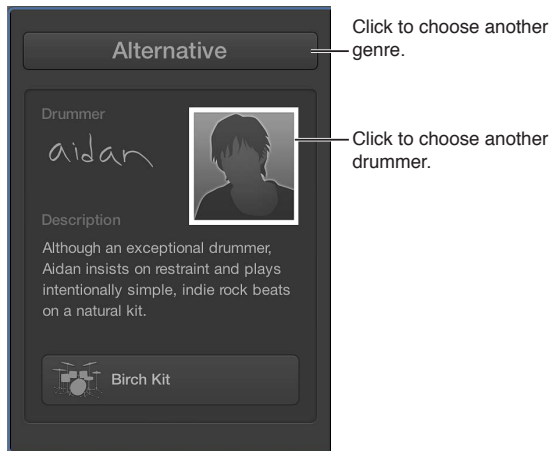 Alternative
Click to choose another
genre.
Drummer
aidan
Click to choose another
drummer.
Description
Although an exceptional drummer,
Aidan insists on restraint and plays
intentionally simple, indie rock beats
on a natural kit.
Birch Kit